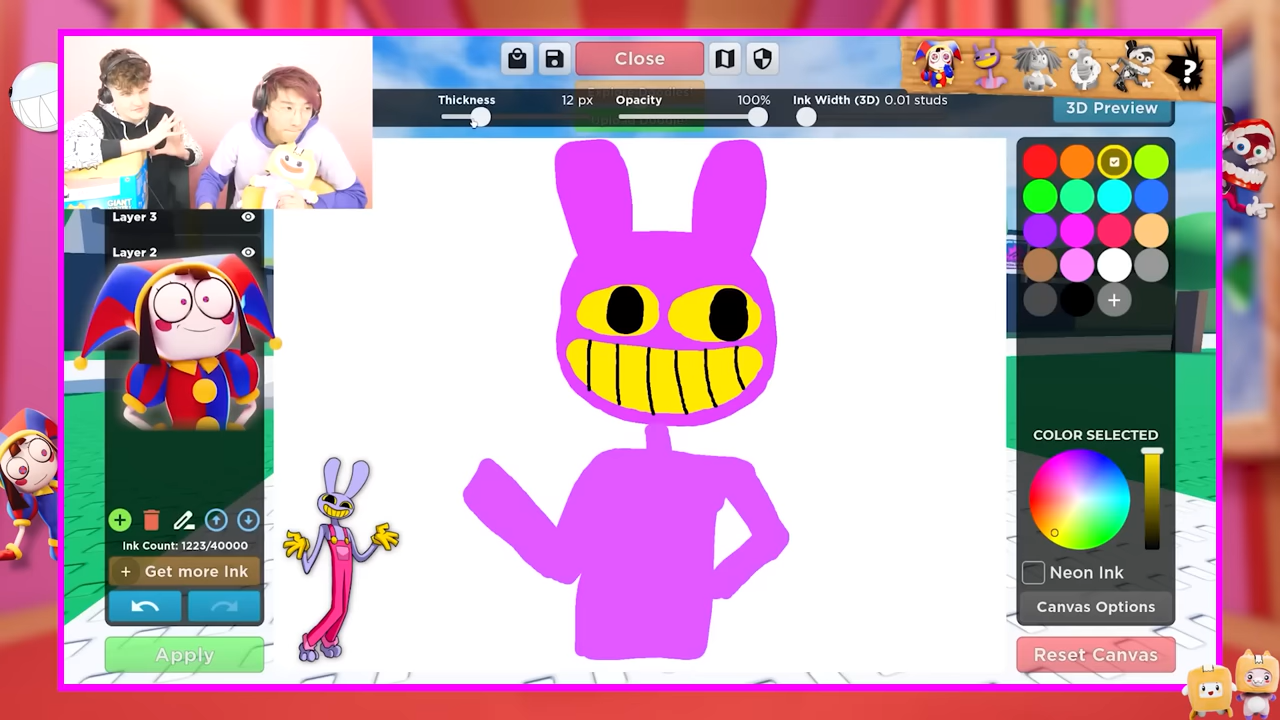 Close
Thickness 12 px Opacity 100% Ink Width (3D) 0.01 studs
3D Preview
Layer 3
Layer 2
?
COLOR SELECTED
Ink Count: 1223/40000
+ Get more Ink
Neon Ink
Canvas Options
Apply
Reset Canvas